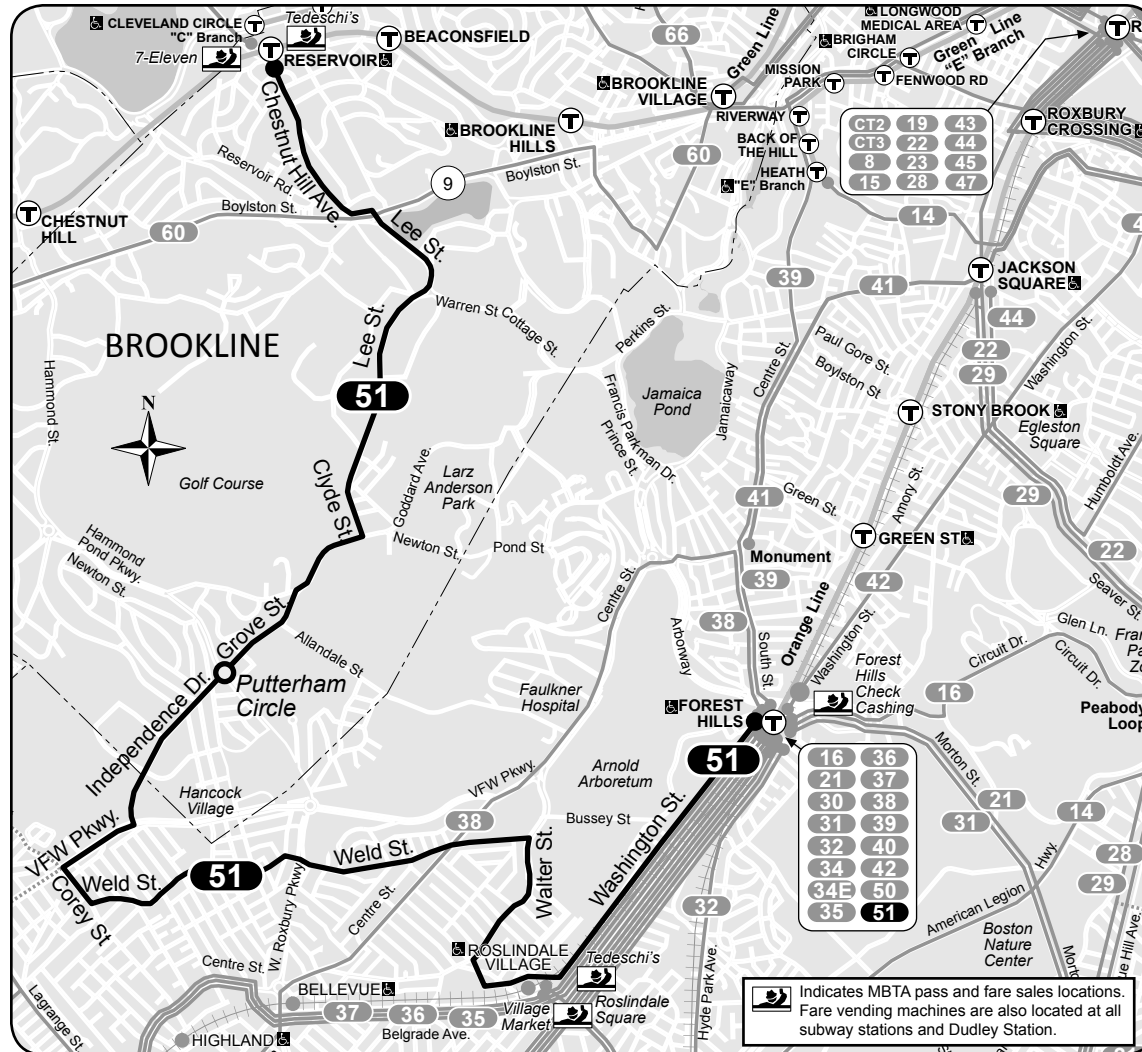 CLEVELAND CIRCLE
"C" Branch
Tedeschi's
7-Eleven
RESERVOIR
BEACONSFIELD
66
Green Line
LONGWOOD
MEDICAL AREA
BRIGHAM
CIRCLE
Green Line
"E" Branch
FENWOOD RD
MISSION
PARK
BROOKLINE
VILLAGE
RIVERWAY
BACK OF
THE HILL
HEATH
"E" Branch
BROOKLINE
HILLS
60
CT2 19 43
CT3 22 44
8 23 45
15 28 47
R
ROXBURY
CROSSING
Chestnut Hill Ave.
Reservoir Rd.
Boylston St.
9
Boylston St.
CHESTNUT
HILL
60
Lee St.
14
39
41
JACKSON
SQUARE
44
22
29
Washington St.
Warren St
Cottage St.
Perkins St.
Lee St.
BROOKLINE
51
N
Hammond St.
Golf Course
Clyde St.
Goddard Ave.
Larz
Anderson
Park
Francis Parkman Dr.
Prince St.
Jamaica
Pond
Jamaicaway
Centre St.
Paul Gore St.
Boylston St
STONY BROOK
Egleston
Square
Humboldt Ave.
41
Green St.
Amory St.
29
22
Seaver St.
Hammond
Pond Pkwy.
Newton St.
Newton St.
Pond St
Monument
39
GREEN ST
42
Centre St.
38
Arborway
South St.
Orange Line
Washington St.
Glen Ln.
Circuit Dr.
Circuit Dr.
16
Grove St.
Allandale St
Putterham
Circle
Independence Dr.
Faulkner
Hospital
FOREST
HILLS
Forest
Hills
Check
Cashing
Peabody
Loop
51
Arnold
Arboretum
Bussey St
Morton St.
21
31
14
Hancock
Village
VFW Pkwy.
38
VFW Pkwy.
Weld St.
51
Weld St.
Walter St.
Washington St.
16 36
21 37
30 38
31 39
32 40
34 42
34E 50
35 51
28
29
Hwy.
American Legion
Boston
Nature
Center
Corey St
W. Roxbury Pkwy
Centre St.
32
Hyde Park Ave.
ROSLINDALE
VILLAGE
Tedeschi's
Centre St.
BELLEVUE
Village
Market
Roslindale
Square
37
36
35
Belgrade Ave.
HIGHLAND
Lagrange St.
Indicates MBTA pass and fare sales locations.
Fare vending machines are also located at all
subway stations and Dudley Station.